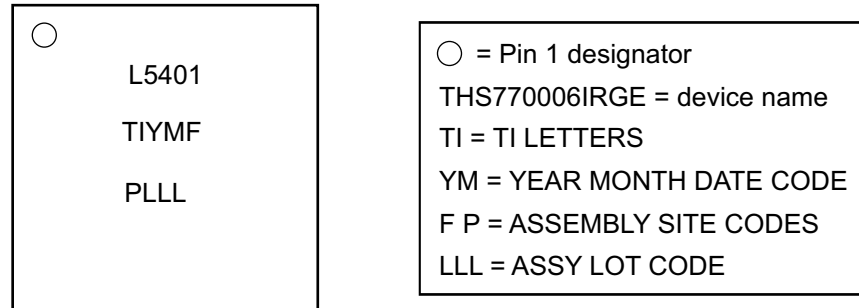 L5401
TIYMF
PLLL
= Pin 1 designator
THS770006IRGE = device name
TI = TI LETTERS
YM = YEAR MONTH DATE CODE
F P = ASSEMBLY SITE CODES
LLL = ASSY LOT CODE